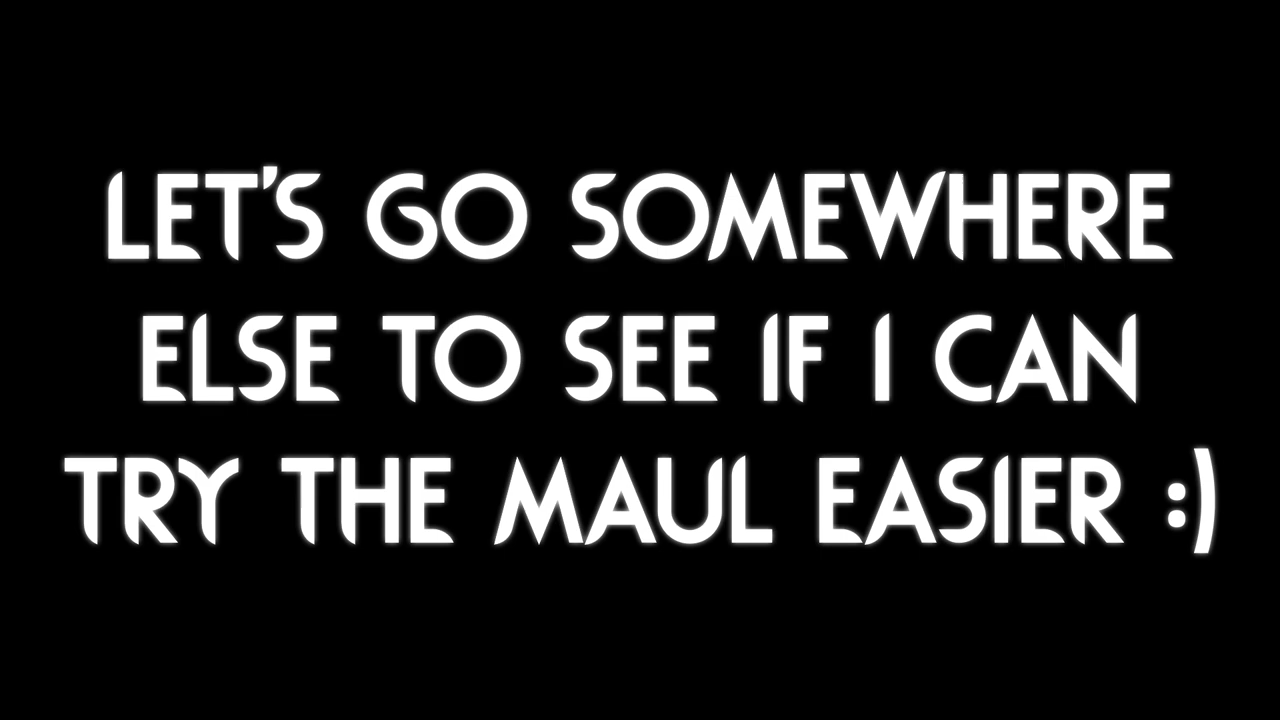 LET'S GO SOMEWHERE
ELSE TO SEE IF I CAN
TRY THE MAUL EASIER :)